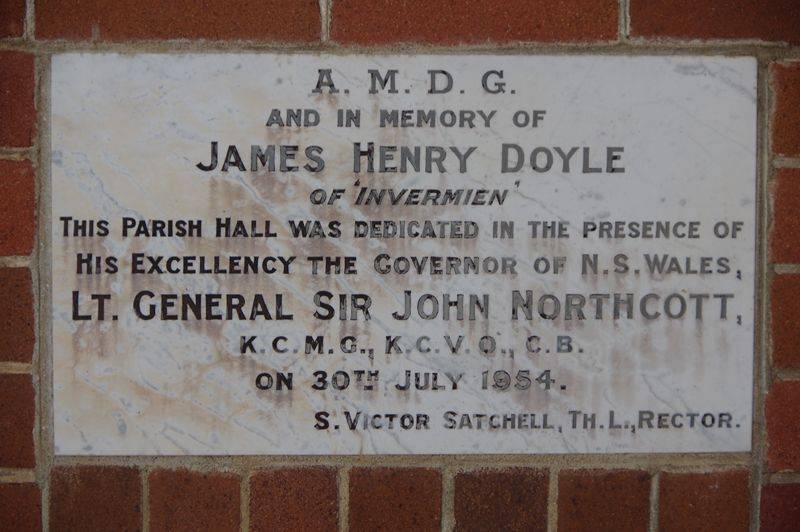 A. M. D. G.
AND IN MEMORY OF
JAMES HENRY DOYLE
OF 'INVERMIEN'
THIS PARISH HALL WAS DEDICATED IN THE PRESENCE OF
HIS EXCELLENCY THE GOVERNOR OF N.S.WALES,
LT. GENERAL SIR JOHN NORTHCOTT,
K.C.M.G., K.C.V.O., C.B.
ON 30TH JULY 1954.
S. VICTOR SATCHELL, TH.L., RECTOR.